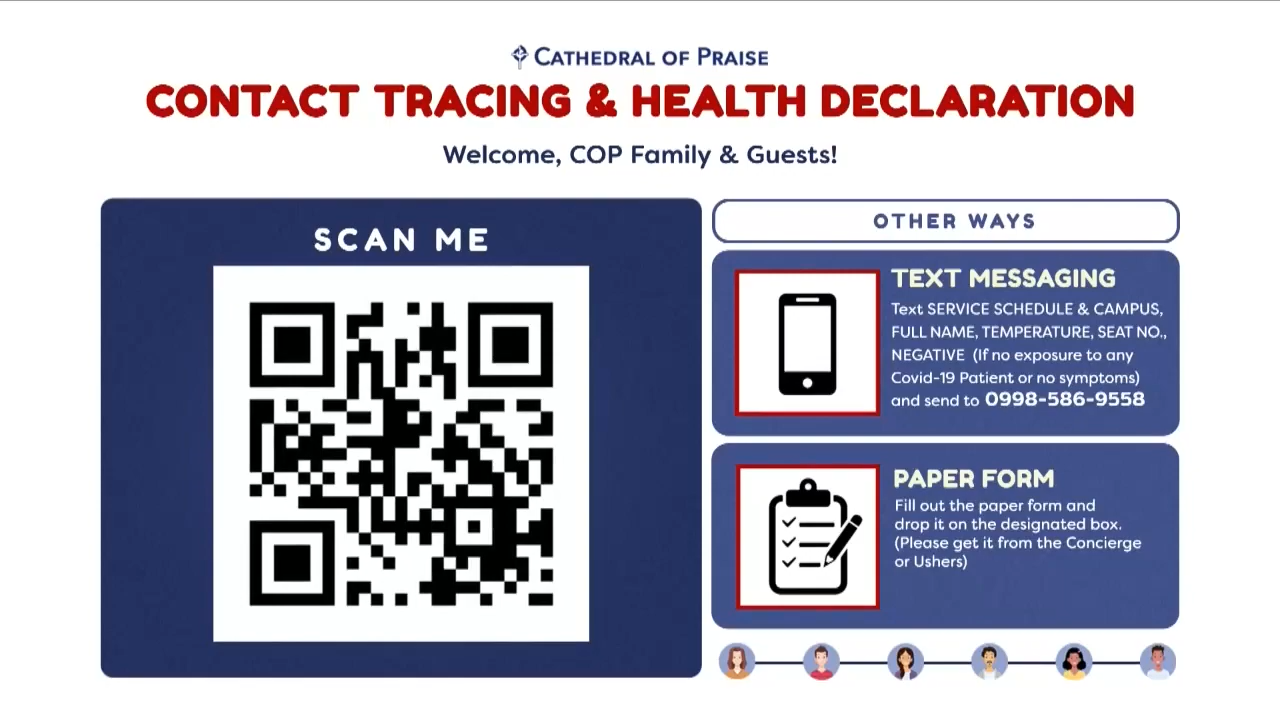 CATHEDRAL OF PRAISE
CONTACT TRACING & HEALTH DECLARATION
Welcome, COP Family & Guests!
SCAN ME
OTHER WAYS
TEXT MESSAGING
Text SERVICE SCHEDULE & CAMPUS,
FULL NAME, TEMPERATURE, SEAT NO.,
NEGATIVE (If no exposure to any
Covid-19 Patient or no symptoms)
and send to 0998-586-9558
PAPER FORM
Fill out the paper form and
drop it on the designated box.
(Please get it from the Concierge
or Ushers)